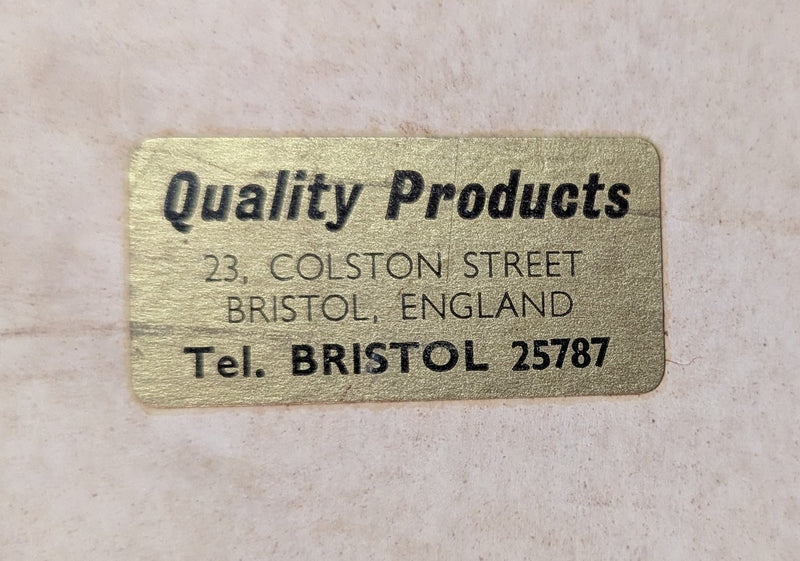 Quality Products
23, COLSTON STREET
BRISTOL, ENGLAND
Tel. BRISTOL 25787